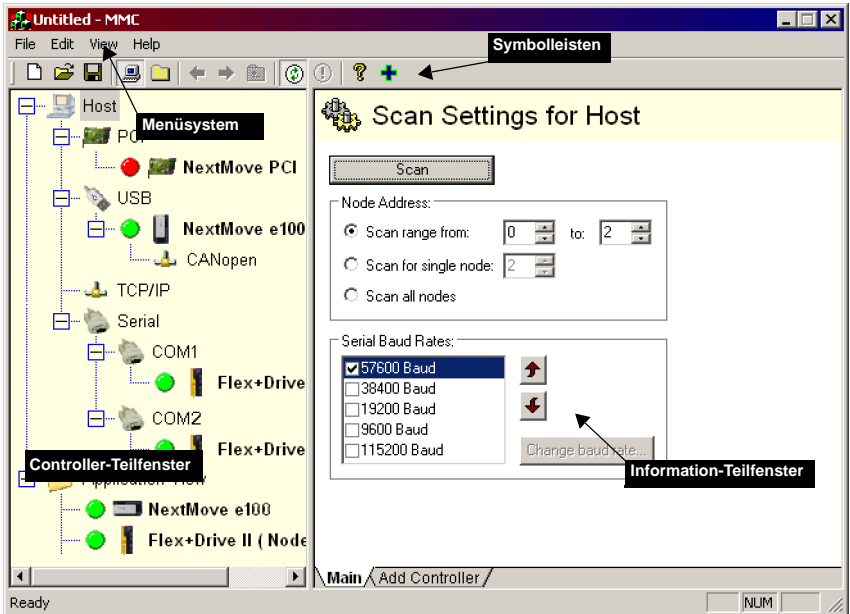 Untitled - MMC
File Edit View Help
Symbolleisten
Menüsystem
Host
PCI
NextMove PCI
USB
NextMove e100
CANopen
TCP/IP
Serial
COM1
Flex+Drive
COM2
Flex+Drive
Controller-Teilfenster
Application View
NextMove e100
Flex+Drive II ( Node
Scan Settings for Host
Scan
Node Address:
Scan range from: 0 to: 2
Scan for single node: 2
Scan all nodes
Serial Baud Rates:
57600 Baud
38400 Baud
19200 Baud
9600 Baud
115200 Baud
Change baud rate...
Information-Teilfenster
Main Add Controller
Ready NUM